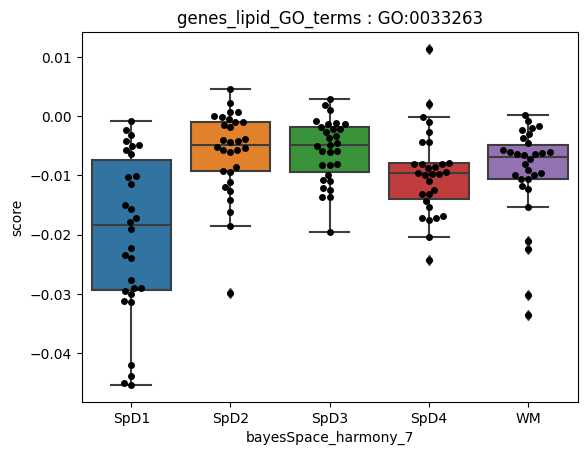 genes_lipid_GO_terms : GO:0033263
0.01
0.00
−0.01
−0.02
−0.03
−0.04
score
SpD1 SpD2 SpD3 SpD4 WM
bayesSpace_harmony_7